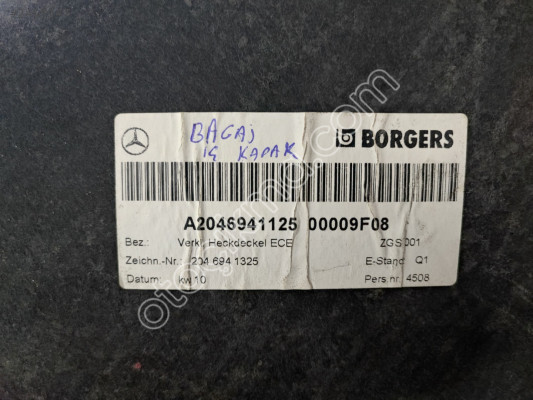 BAGAJ
İÇ KAPAK
BORGERS
A2046941125 00009F08
Bez.: Verkl. Heckdeckel ECE ZGS 001
Zeichn.-Nr.: 204 694 1325 E-Stand Q1
Datum: kw 10 Pers.nr. 4508